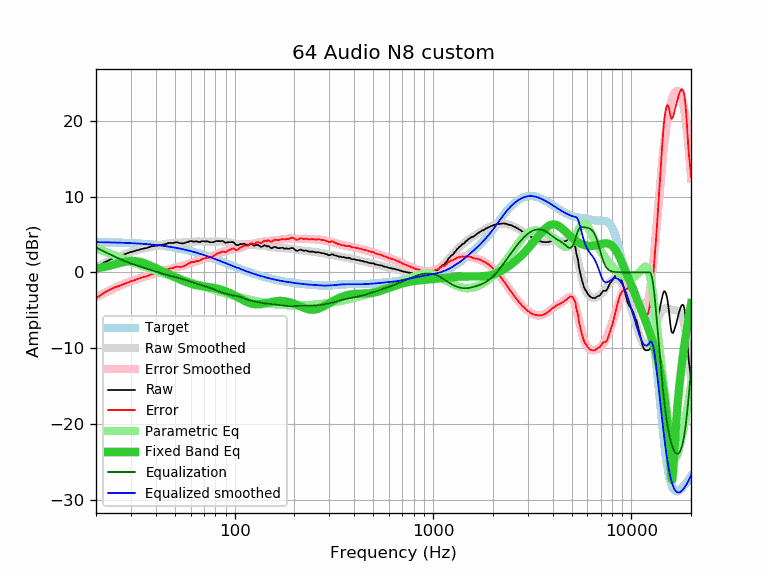 64 Audio N8 custom
20
10
0
−10
−20
−30
Amplitude (dBr)
Target
Raw Smoothed
Error Smoothed
Raw
Error
Parametric Eq
Fixed Band Eq
Equalization
Equalized smoothed
100
1000
10000
Frequency (Hz)